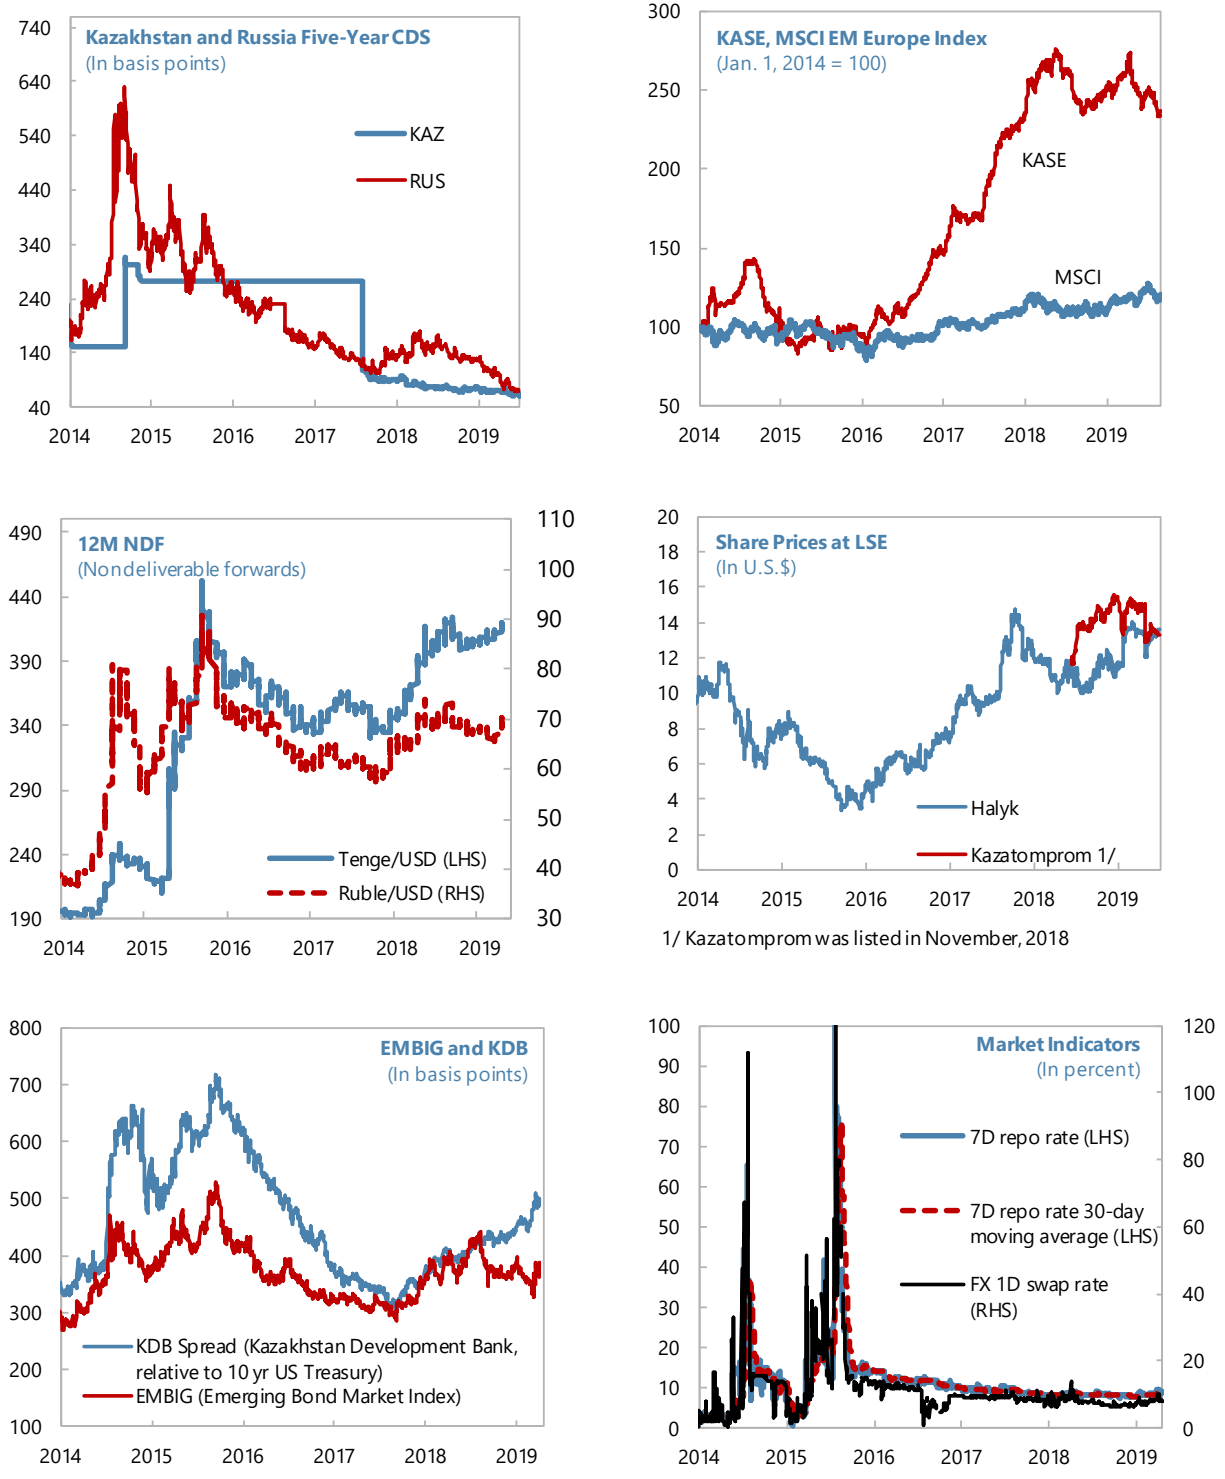 Kazakhstan and Russia Five-Year CDS
(In basis points)
740
640
540
440
340
240
140
40
KAZ
RUS
2014 2015 2016 2017 2018 2019
KASE, MSCI EM Europe Index
(Jan. 1, 2014 = 100)
300
250
200
150
100
50
KASE
MSCI
2014 2015 2016 2017 2018 2019
12M NDF
(Nondeliverable forwards)
490
440
390
340
290
240
190
110
100
90
80
70
60
50
40
30
Tenge/USD (LHS)
Ruble/USD (RHS)
2014 2015 2016 2017 2018 2019
Share Prices at LSE
(In U.S.$)
20
18
16
14
12
10
8
6
4
2
0
Halyk
Kazatomprom 1/
2014 2015 2016 2017 2018 2019
1/ Kazatomprom was listed in November, 2018
EMBIG and KDB
(In basis points)
800
700
600
500
400
300
200
100
KDB Spread (Kazakhstan Development Bank,
relative to 10 yr US Treasury)
EMBIG (Emerging Bond Market Index)
2014 2015 2016 2017 2018 2019
Market Indicators
(In percent)
100
90
80
70
60
50
40
30
20
10
0
120
100
80
60
40
20
0
7D repo rate (LHS)
7D repo rate 30-day
moving average (LHS)
FX 1D swap rate
(RHS)
2014 2015 2016 2017 2018 2019